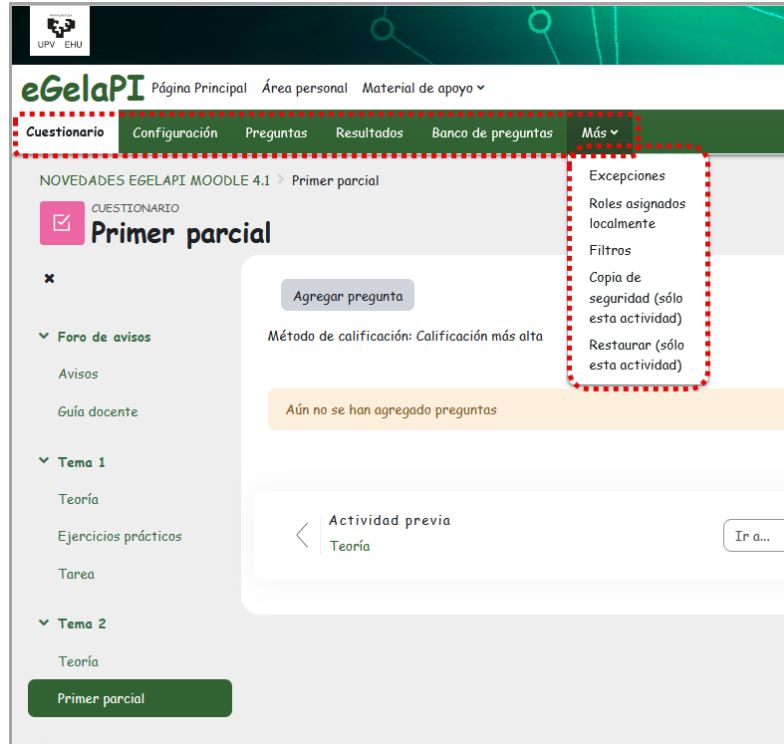 UPV EHU
eGelaPI Página Principal Área personal Material de apoyo
Cuestionario Configuración Preguntas Resultados Banco de preguntas Más
Excepciones
Roles asignados
localmente
Filtros
Copia de
seguridad (sólo
esta actividad)
Restaurar (sólo
esta actividad)
NOVEDADES EGELAPI MOODLE 4.1 > Primer parcial
CUESTIONARIO
Primer parcial
Foro de avisos
Avisos
Guía docente
Tema 1
Teoría
Ejercicios prácticos
Tarea
Tema 2
Teoría
Primer parcial
Agregar pregunta
Método de calificación: Calificación más alta
Aún no se han agregado preguntas
Actividad previa
Teoría
Ir a...